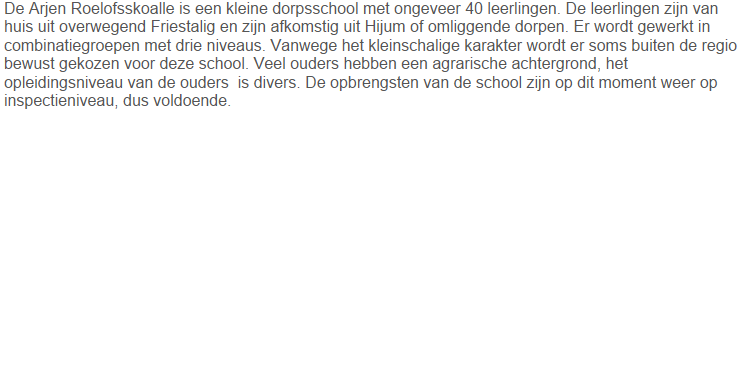 De Arjen Roelofsskoalle is een kleine dorpsschool met ongeveer 40 leerlingen. De leerlingen zijn van
huis uit overwegend Friestalig en zijn afkomstig uit Hijum of omliggende dorpen. Er wordt gewerkt in
combinatiegroepen met drie niveaus. Vanwege het kleinschalige karakter wordt er soms buiten de regio
bewust gekozen voor deze school. Veel ouders hebben een agrarische achtergrond, het
opleidingsniveau van de ouders  is divers. De opbrengsten van de school zijn op dit moment weer op
inspectieniveau, dus voldoende.